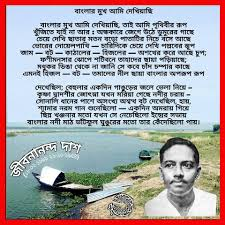 বাংলার মুখ আমি দেখিয়াছি
বাংলার মুখ আমি দেখিয়াছি, তাই আমি পৃথিবীর রূপ
খুঁজিতে যাই না আর : অন্ধকারে জেগে উঠে ডুমুরের গাছে
চেয়ে দেখি ছাতার মতন বড়ো পাতাটির নিচে বসে আছে
ভোরের দোয়েলপাখি — চারিদিকে চেয়ে দেখি পল্লবের স্তূপ
জাম — বট — কাঁঠালের — হিজলের — অশথের করে আছে চুপ;
ফণীমনসার ঝোপে শটিবনে তাহাদের ছায়া পড়িয়াছে;
মধুকর ডিঙা থেকে না জানি সে কবে চাঁদ চম্পার কাছে
এমনই হিজল — বট — তমালের নীল ছায়া বাংলার অপরূপ রূপ
দেখেছিল; বেহুলার একদিন গাঙুড়ের জলে ভেলা নিয়ে —
কৃষ্ণা দ্বাদশীর জ্যোৎস্না যখন মরিয়া গেছে নদীর চড়ায় —
সোনালি ধানের পাশে অসংখ্য অশ্বত্থ বট দেখেছিল, হায়,
শ্যামার নরম গান শুনেছিল — একদিন অমরায় গিয়ে
ছিন্ন খঞ্জনার মতো যখন সে নেচেছিল ইন্দ্রের সভায়
বাংলার নদী মাঠ ভাঁটফুল ঘুঙুরের মতো তার কেঁদেছিলো পায়।
জীবনানন্দ দাশ